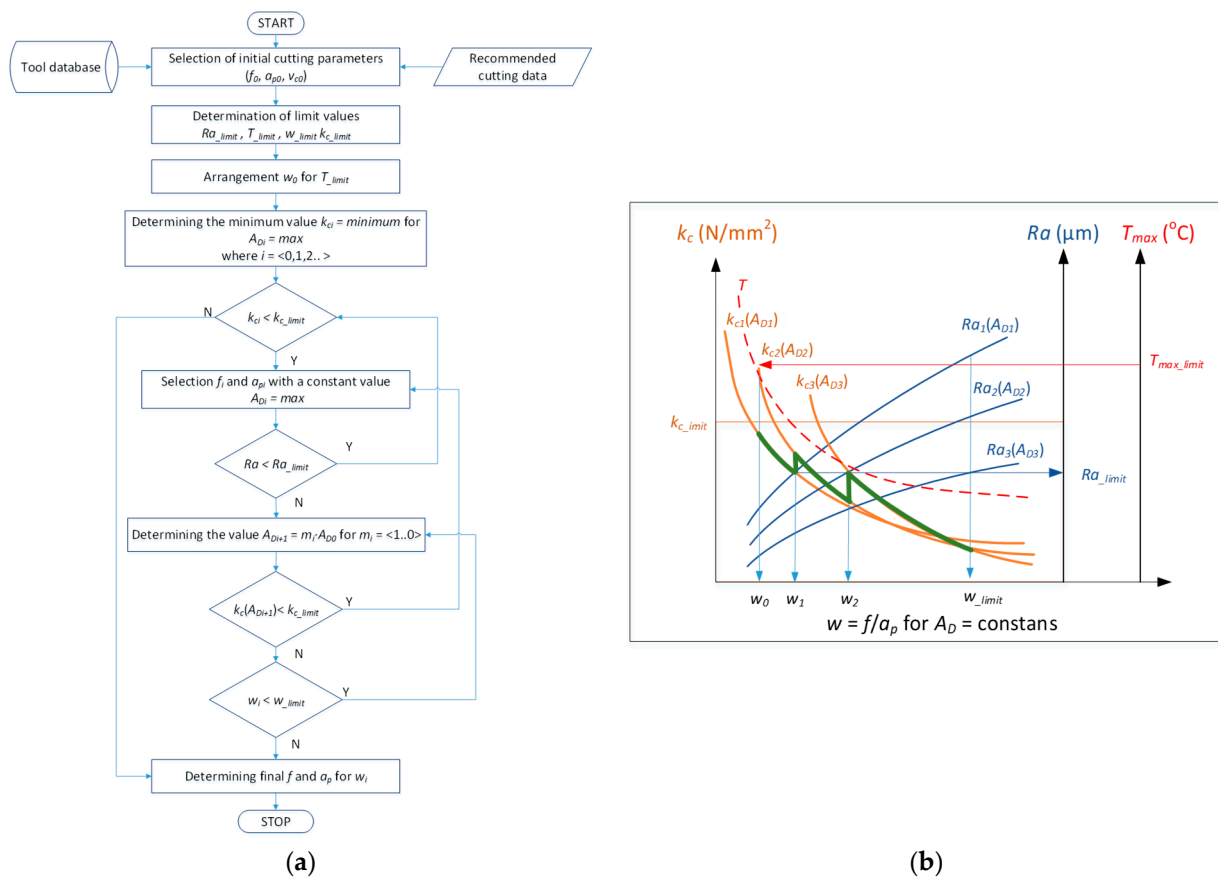 START
Tool database
Selection of initial cutting parameters
(f0, ap0, vc0)
Recommended
cutting data
Determination of limit values
Ra_limit , T_limit , w_limit kc_limit
Arrangement w0 for T_limit
Determining the minimum value kci = minimum for
ADi = max
where i = <0,1,2.. >
N
kci < kc_limit
Y
Selection fi and api with a constant value
ADi = max
Ra < Ra_limit
Y
N
Determining the value ADi+1 = mi·AD0 for mi = <1..0>
kc(ADi+1)< kc_limit
Y
N
wi < w_limit
Y
N
Determining final f and ap for wi
STOP
(a)
kc (N/mm2)
Ra (µm)
Tmax (oC)
T
kc1(AD1)
Ra1(AD1)
kc2(AD2)
Tmax_limit
kc3(AD3)
Ra2(AD2)
kc_imit
Ra3(AD3)
Ra_limit
w0
w1
w2
w_limit
w = f/ap for AD = constans
(b)